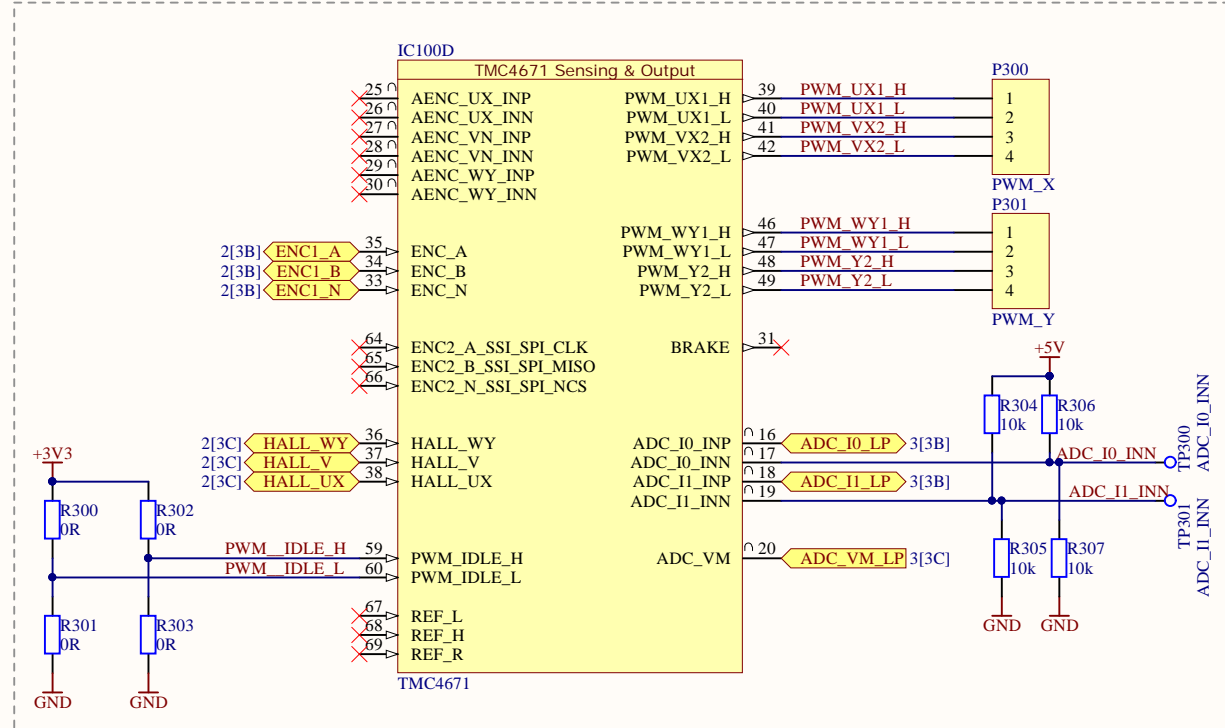 IC100D
TMC4671 Sensing & Output
25 AENC_UX_INP
26 AENC_UX_INN
27 AENC_VN_INP
28 AENC_VN_INN
29 AENC_WY_INP
30 AENC_WY_INN
2[3B] ENC1_A 35 ENC_A
2[3B] ENC1_B 34 ENC_B
2[3B] ENC1_N 33 ENC_N
64 ENC2_A_SSI_SPI_CLK
65 ENC2_B_SSI_SPI_MISO
66 ENC2_N_SSI_SPI_NCS
2[3C] HALL_WY 36 HALL_WY
2[3C] HALL_V 37 HALL_V
2[3C] HALL_UX 38 HALL_UX
PWM__IDLE_H 59 PWM_IDLE_H
PWM__IDLE_L 60 PWM_IDLE_L
67 REF_L
68 REF_H
69 REF_R
TMC4671
+3V3
R300
0R
R302
0R
R301
0R
R303
0R
GND
GND
PWM_UX1_H 39 PWM_UX1_H 1
PWM_UX1_L 40 PWM_UX1_L 2
PWM_VX2_H 41 PWM_VX2_H 3
PWM_VX2_L 42 PWM_VX2_L 4
P300
PWM_X
P301
PWM_WY1_H 46 PWM_WY1_H 1
PWM_WY1_L 47 PWM_WY1_L 2
PWM_Y2_H 48 PWM_Y2_H 3
PWM_Y2_L 49 PWM_Y2_L 4
PWM_Y
BRAKE 31
+5V
R304
10k
R306
10k
ADC_I0_INP 16 ADC_I0_LP 3[3B]
ADC_I0_INN 17 ADC_I0_INN
ADC_I1_INP 18 ADC_I1_LP 3[3B]
ADC_I1_INN 19 ADC_I1_INN
TP300
ADC_I0_INN
TP301
ADC_I1_INN
ADC_VM 20 ADC_VM_LP 3[3C]
R305
10k
R307
10k
GND
GND